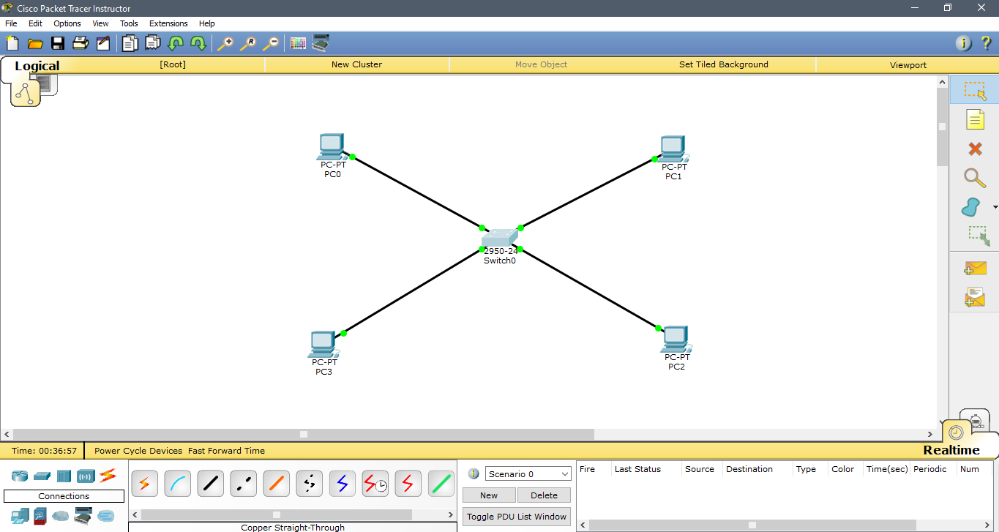 Cisco Packet Tracer Instructor
File Edit Options View Tools Extensions Help
Logical [Root] New Cluster Move Object Set Tiled Background Viewport
PC-PT
PC0
PC-PT
PC1
2950-24
Switch0
PC-PT
PC3
PC-PT
PC2
Time: 00:36:57 Power Cycle Devices Fast Forward Time Realtime
Connections
Copper Straight-Through
Scenario 0
New Delete
Toggle PDU List Window
Fire Last Status Source Destination Type Color Time(sec) Periodic Num